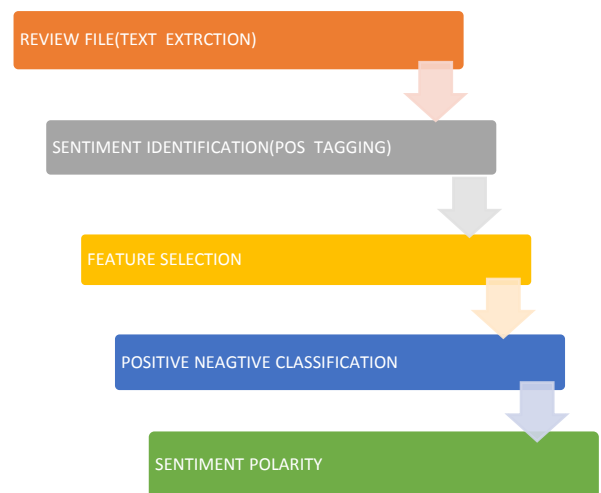 REVIEW FILE(TEXT EXTRCTION)
SENTIMENT IDENTIFICATION(POS TAGGING)
FEATURE SELECTION
POSITIVE NEAGTIVE CLASSIFICATION
SENTIMENT POLARITY